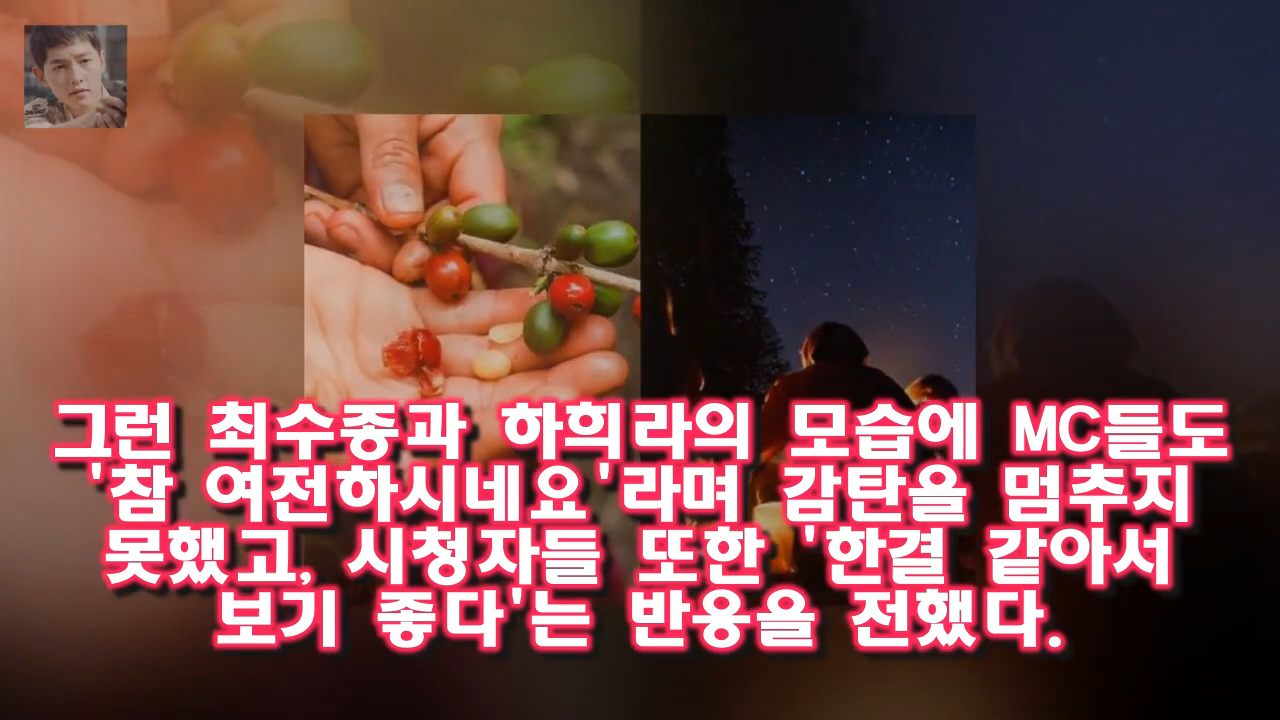 그런 최수종과 하희라의 모습에 MC들도
'참 여전하시네요'라며 감탄을 멈추지
못했고, 시청자들 또한 '한결 같아서
보기 좋다'는 반응을 전했다.